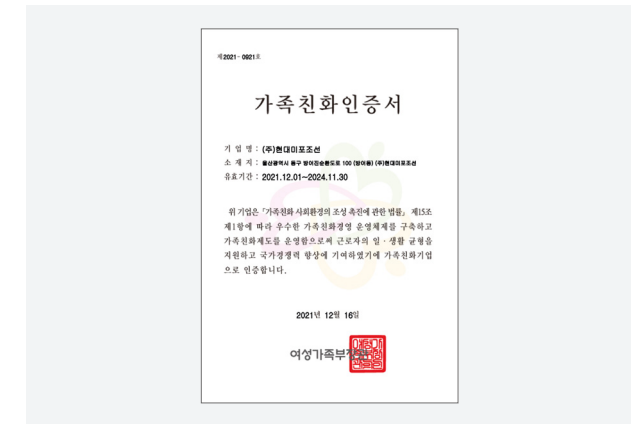 제2021- 0921호
가족친화인증서
기 업 명 : (주)현대미포조선
소 재 지 : 울산광역시 동구 방어진순환도로 100 (방어동) (주)현대미포조선
유효기간 : 2021.12.01~2024.11.30
위 기업은 「가족친화 사회환경의 조성 촉진에 관한 법률」 제15조
제1항에 따라 우수한 가족친화경영 운영체제를 구축하고
가족친화제도를 운영함으로써 근로자의 일 · 생활 균형을
지원하고 국가경쟁력 향상에 기여하였기에 가족친화기업
으로 인증합니다.
2021년 12월 16일
여성가족부장관